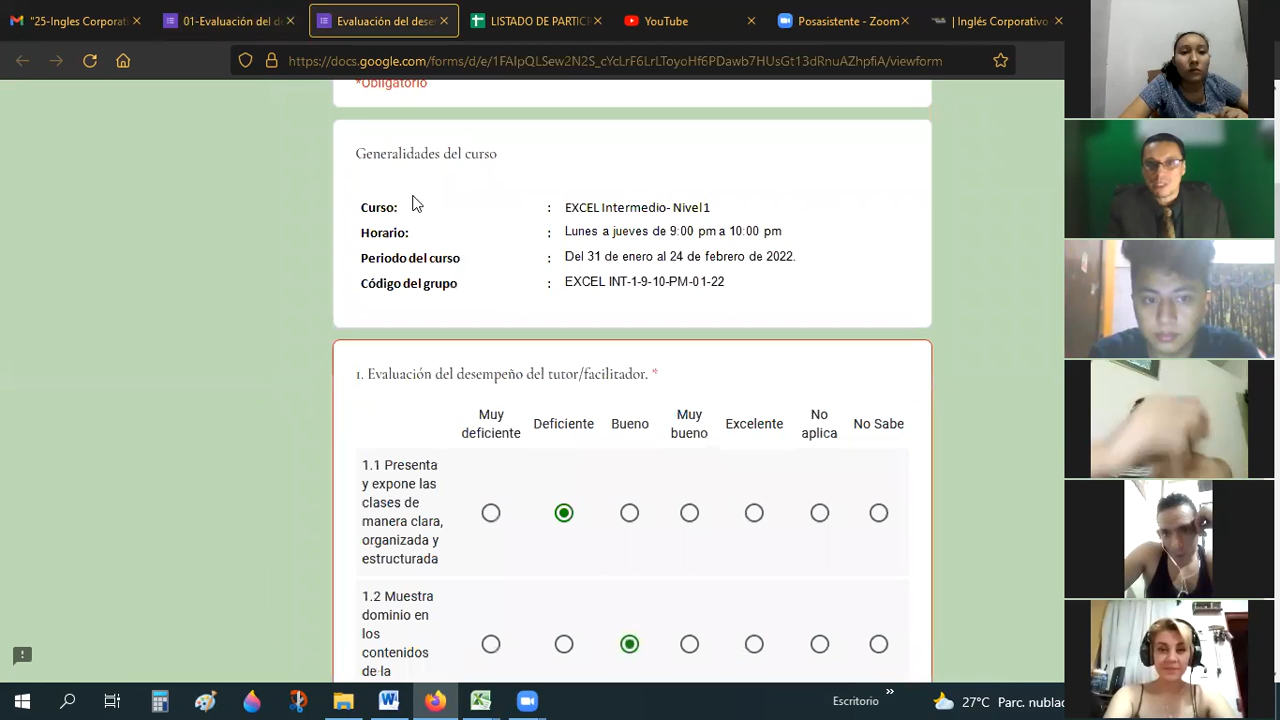 "25-Ingles Corporati
01-Evaluación del d
Evaluación del dese
LISTADO DE PARTICI
YouTube
Posasistente - Zoom
| Inglés Corporativo
https://docs.google.com/forms/d/e/1FAIpQLSew2N2S_cYcLrF6LrLToyoHf6PDawb7HUsGt13dRnuAZhpfiA/viewform
*Obligatorio
Generalidades del curso
Curso: : EXCEL Intermedio- Nivel 1
Horario: : Lunes a jueves de 9:00 pm a 10:00 pm
Periodo del curso : Del 31 de enero al 24 de febrero de 2022.
Código del grupo : EXCEL INT-1-9-10-PM-01-22
1. Evaluación del desempeño del tutor/facilitador. *
Muy deficiente Deficiente Bueno Muy bueno Excelente No aplica No Sabe
1.1 Presenta
y expone las
clases de
manera clara,
organizada y
estructurada
1.2 Muestra
dominio en
los
contenidos
de la
Escritorio
27°C Parc. nubla